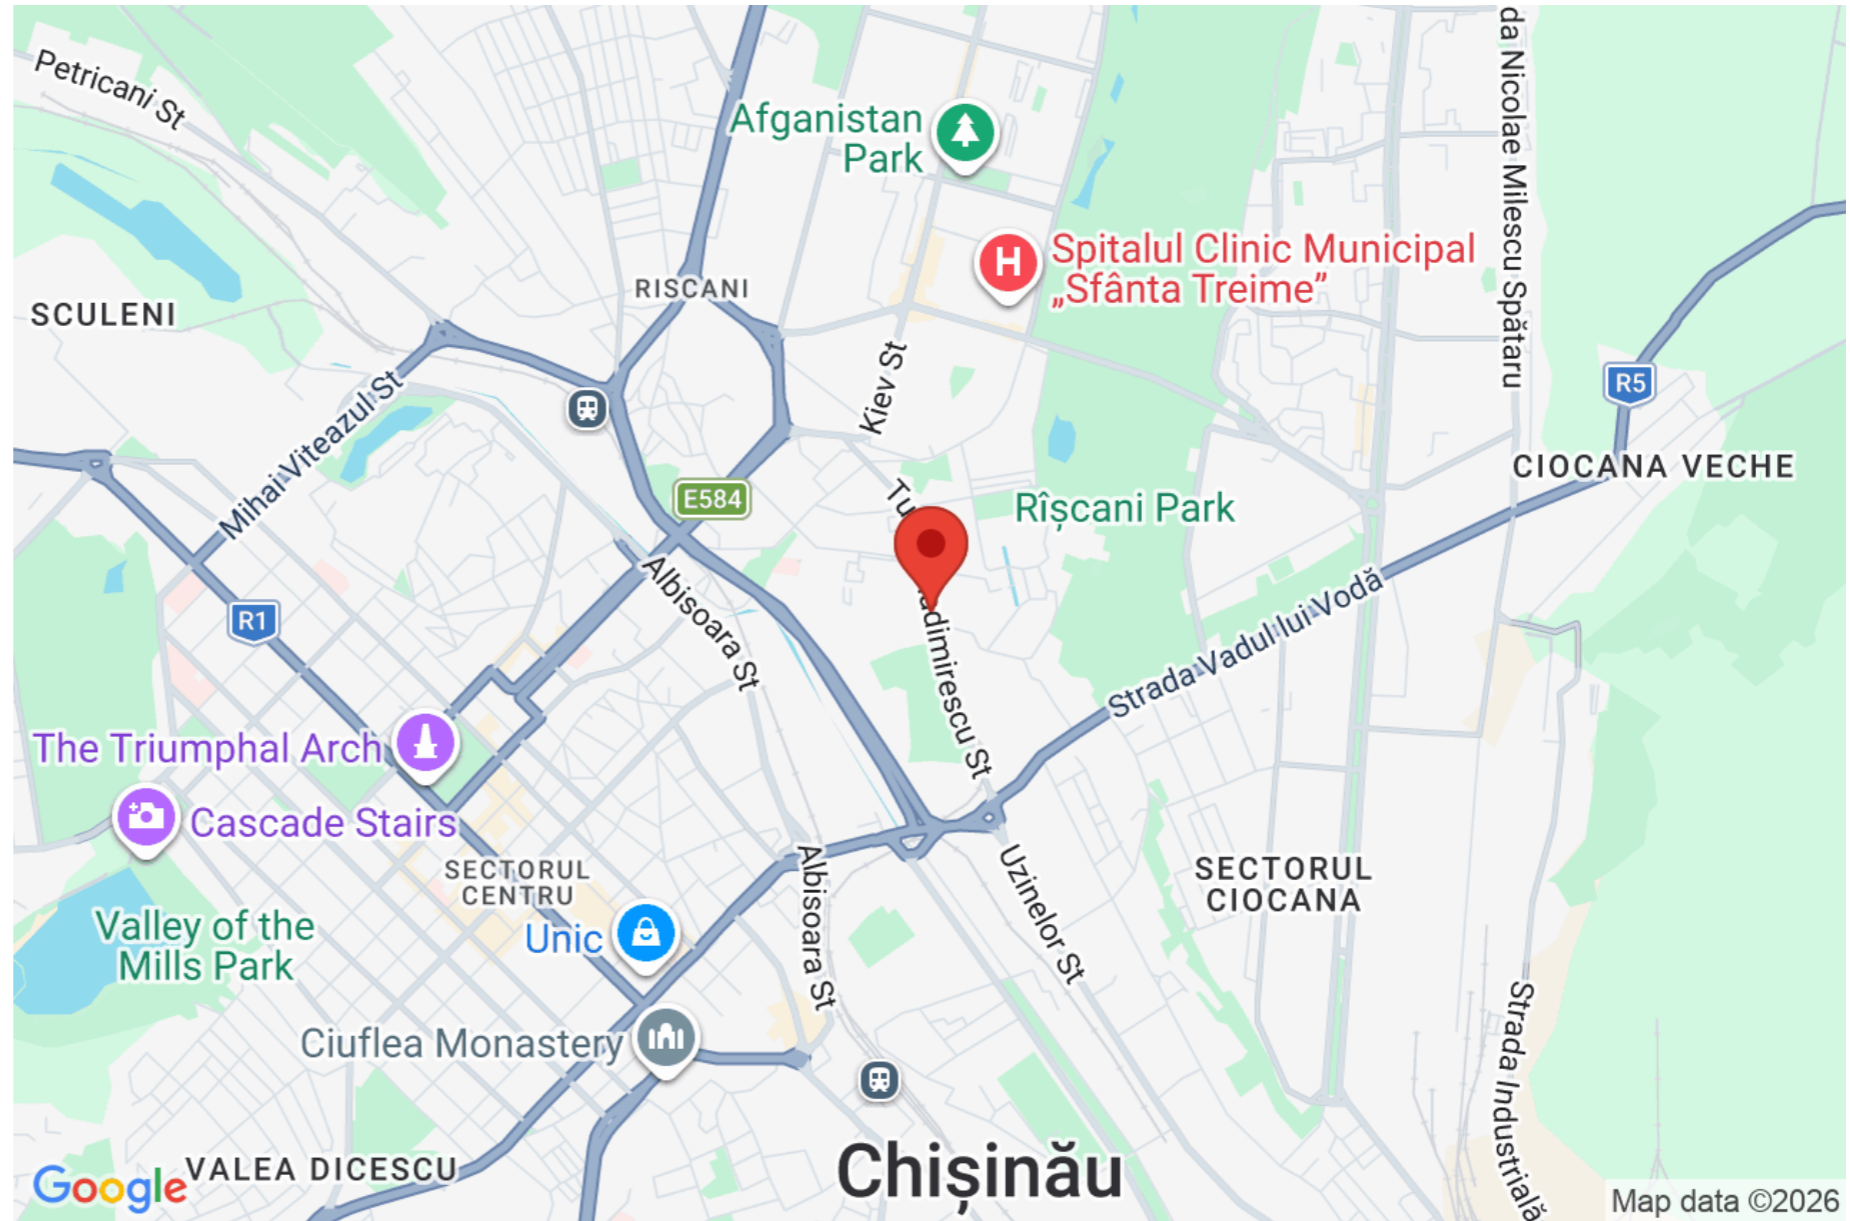 Petricani St
Afganistan
Park
da Nicolae Milescu Spătaru
Spitalul Clinic Municipal
„Sfânta Treime”
RISCANI
SCULENI
Kiev St
R5
Mihai Viteazul St
CIOCANA VECHE
E584
Rîșcani Park
Albisoara St
R1
Strada Vadul lui Vodă
The Triumphal Arch
Cascade Stairs
SECTORUL
CENTRU
Albisoara St
Uzinelor St
SECTORUL
CIOCANA
Valley of the
Mills Park
Unic
H
Ciuflea Monastery
Strada Industrială
Chișinău
VALEA DICESCU
Google
Map data ©2026